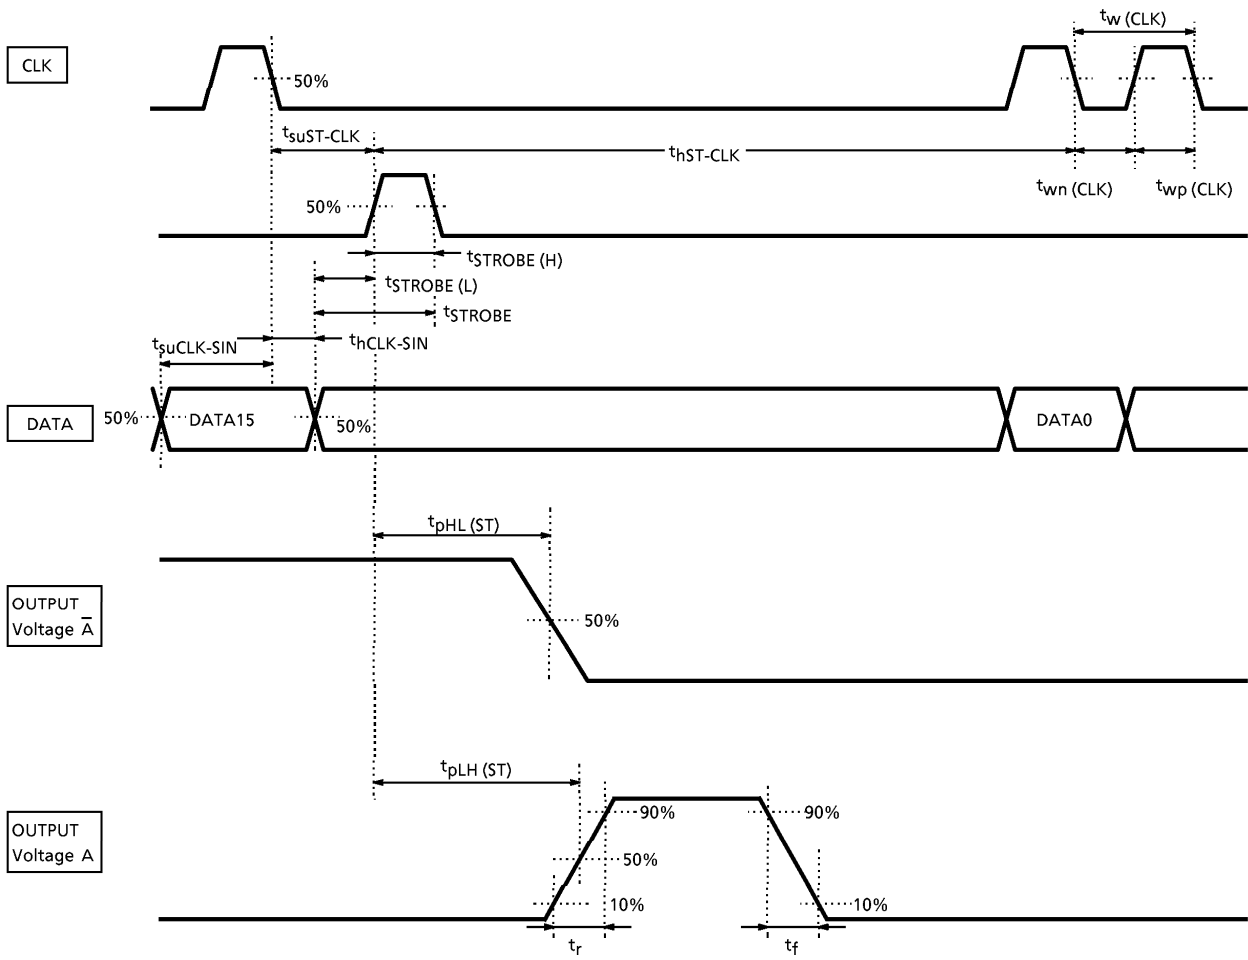 tw (CLK)
CLK
50%
tsuST-CLK
thST-CLK
twn (CLK)
twp (CLK)
50%
tSTROBE (H)
tSTROBE (L)
tSTROBE
tsuCLK-SIN
thCLK-SIN
DATA
50%
DATA15
50%
DATA0
tpHL (ST)
OUTPUT
Voltage A̅
50%
tpLH (ST)
OUTPUT
Voltage A
90%
90%
50%
10%
10%
tr
tf